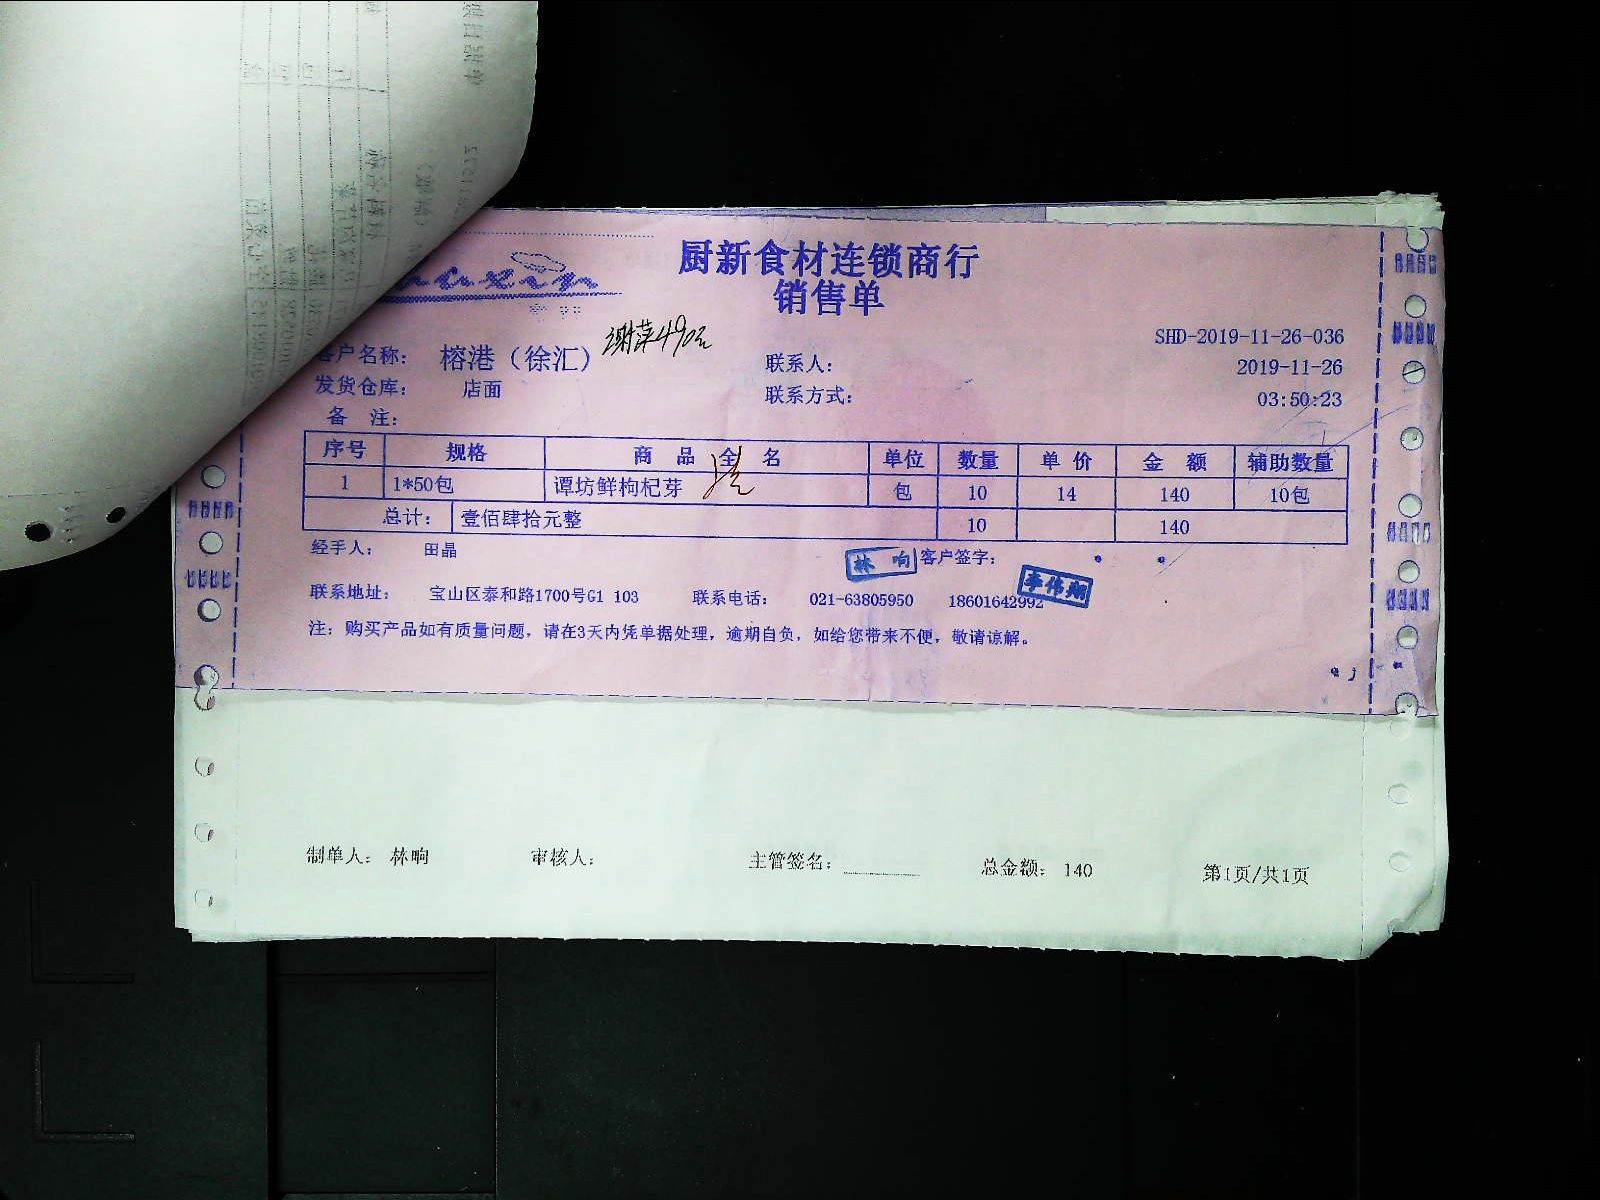 厨新食材连锁商行
销售单
谢萍490元
SHD-2019-11-26-036
客户名称： 榕港（徐汇） 联系人： 2019-11-26
发货仓库： 店面 联系方式： 03:50:23
备 注：
序号 规格 商 品 全 名 单位 数量 单 价 金 额 辅助数量
1 1*50包 谭坊鲜枸杞芽 包 10 14 140 10包
总计： 壹佰肆拾元整 10 140
经手人： 田晶 林 响 客户签字：
李伟翔
联系地址： 宝山区泰和路1700号G1 103 联系电话： 021-63805950 18601642992
注：购买产品如有质量问题，请在3天内凭单据处理，逾期自负，如给您带来不便，敬请谅解。
制单人： 林响 审核人： 主管签名： 总金额： 140 第1页/共1页